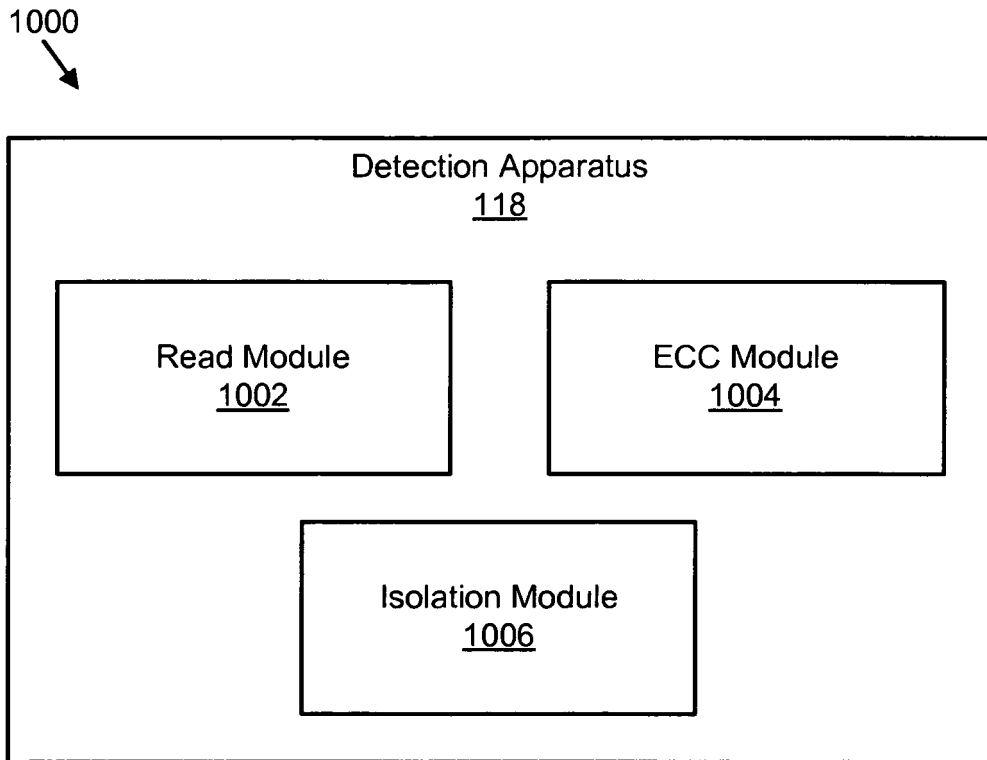 1000
Detection Apparatus
118
Read Module
1002
ECC Module
1004
Isolation Module
1006